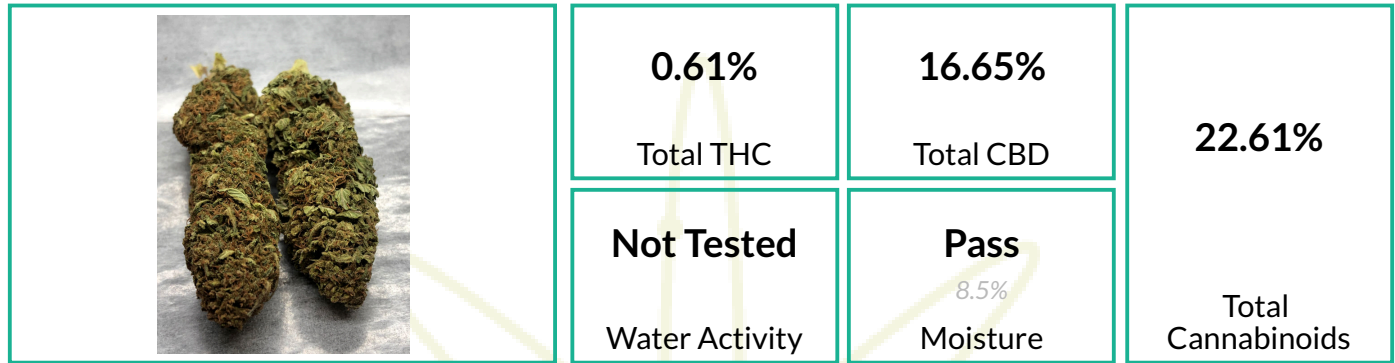 0.61%
Total THC
16.65%
Total CBD
22.61%
Total
Cannabinoids
Not Tested
Water Activity
Pass
8.5%
Moisture